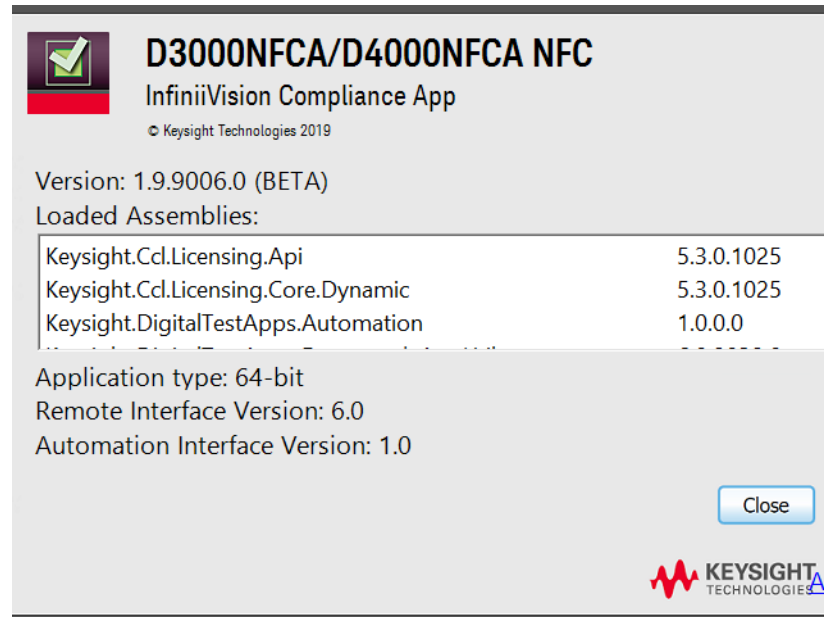 D3000NFCA/D4000NFCA NFC
InfiniiVision Compliance App
© Keysight Technologies 2019
Version: 1.9.9006.0 (BETA)
Loaded Assemblies:
Keysight.Ccl.Licensing.Api 5.3.0.1025
Keysight.Ccl.Licensing.Core.Dynamic 5.3.0.1025
Keysight.DigitalTestApps.Automation 1.0.0.0
Application type: 64-bit
Remote Interface Version: 6.0
Automation Interface Version: 1.0
Close
KEYSIGHT
TECHNOLOGIES
A